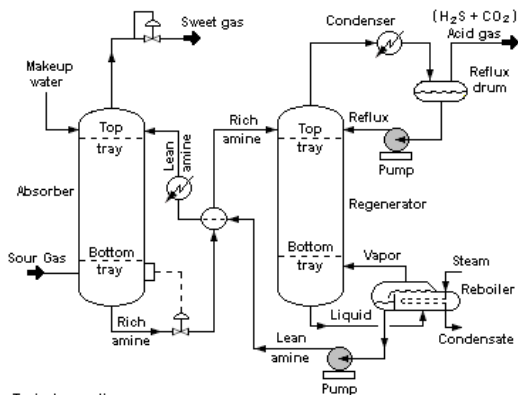 Sweet gas
Makeup
water
Top
tray
Absorber
Lean
amine
Sour Gas
Bottom
tray
Rich
amine
Rich
amine
Condenser
(H₂S + CO₂)
Acid gas
Reflux
drum
Reflux
Pump
Top
tray
Regenerator
Bottom
tray
Vapor
Steam
Reboiler
Liquid
Condensate
Lean
amine
Pump